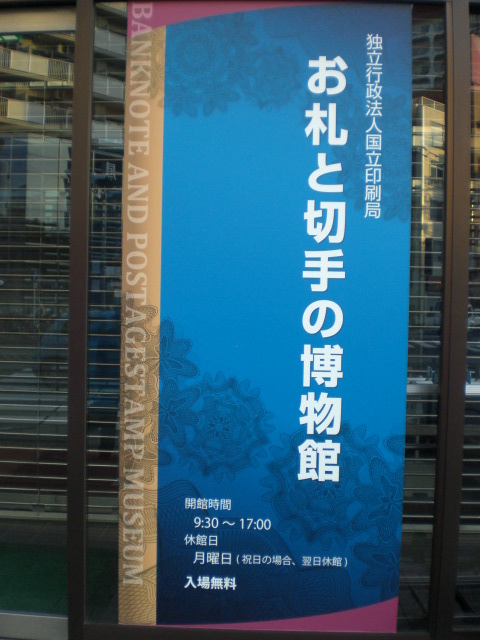 独立行政法人国立印刷局
お札と切手の博物館
BANKNOTE AND POSTAGESTAMP MUSEUM
開館時間
9:30 ～ 17:00
休館日
月曜日 ( 祝日の場合、翌日休館 )
入場無料